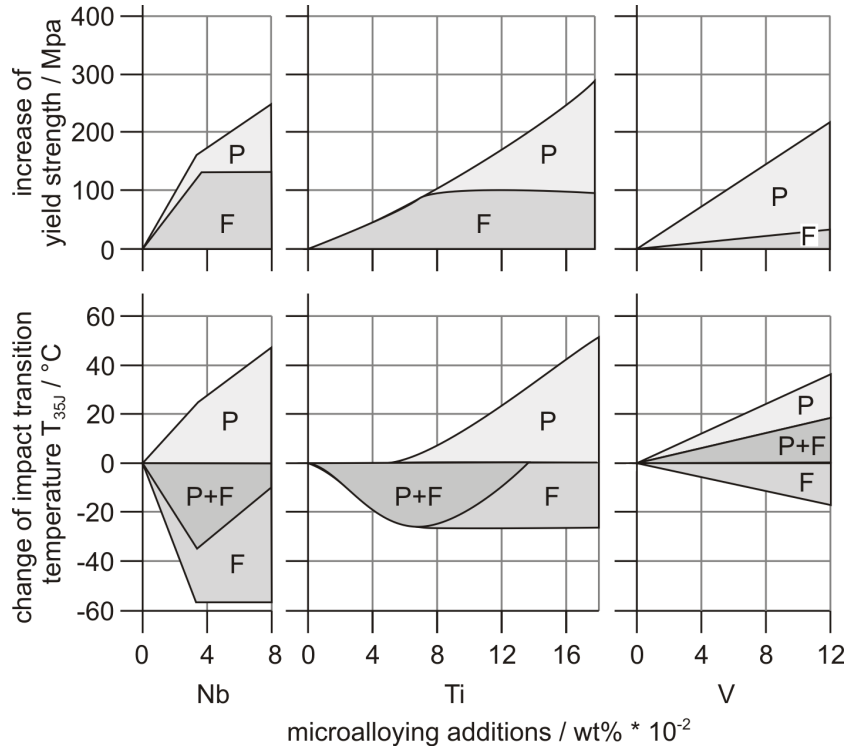 increase of
yield strength / Mpa
400
300
200
100
0
P
F
P
F
P
F
change of impact transition
temperature T35J / °C
60
40
20
0
-20
-40
-60
P
P+F
F
P
P+F
F
P
P+F
F
0 4 8
0 4 8 12 16
0 4 8 12
Nb
Ti
V
microalloying additions / wt% * 10-2